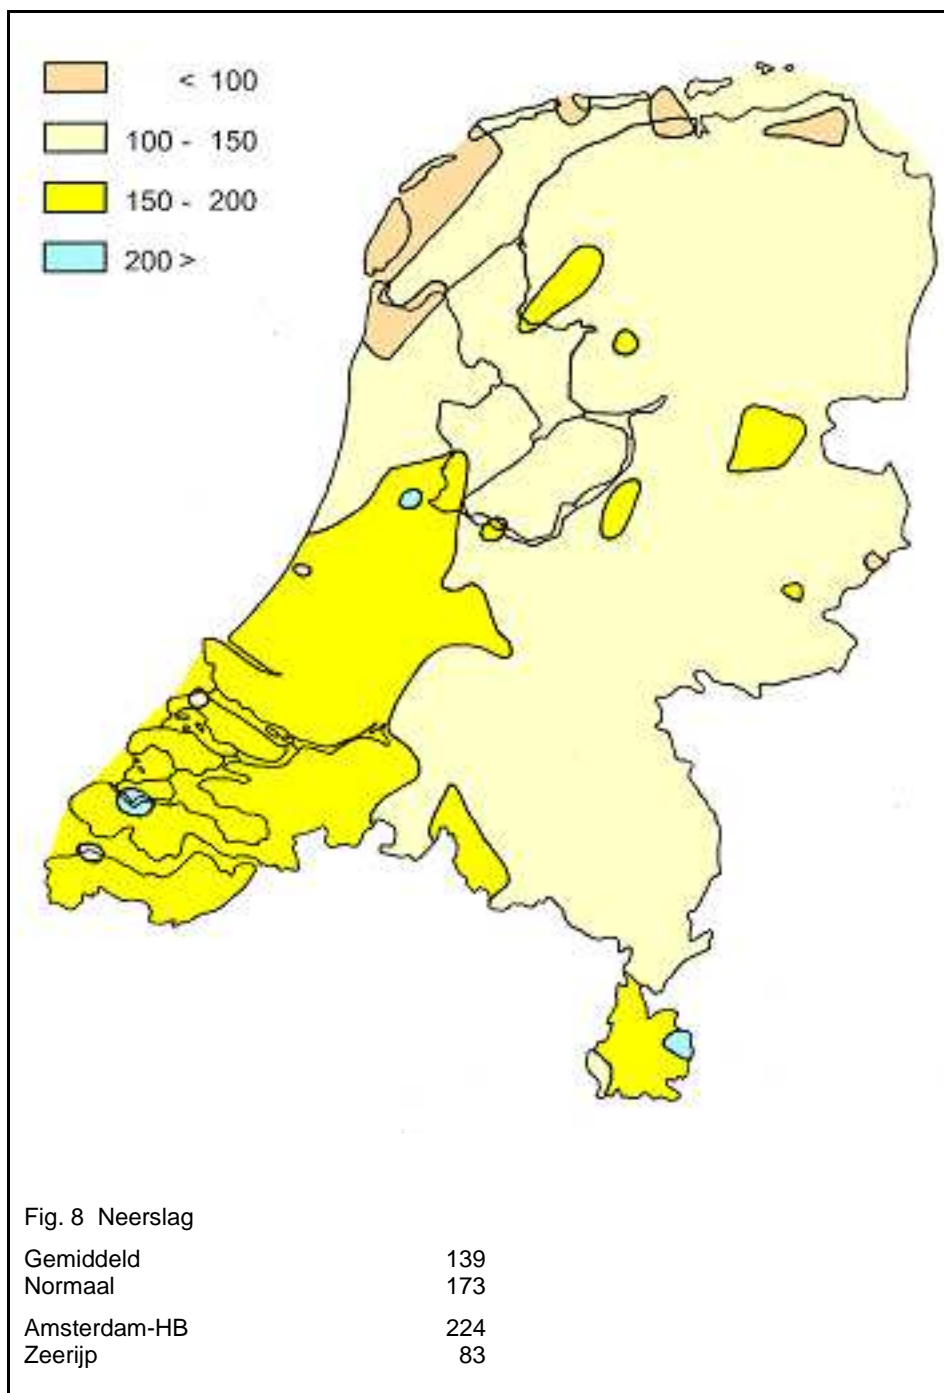 < 100
100 - 150
150 - 200
200 >
Fig. 8 Neerslag
Gemiddeld 139
Normaal 173
Amsterdam-HB 224
Zeerijp 83